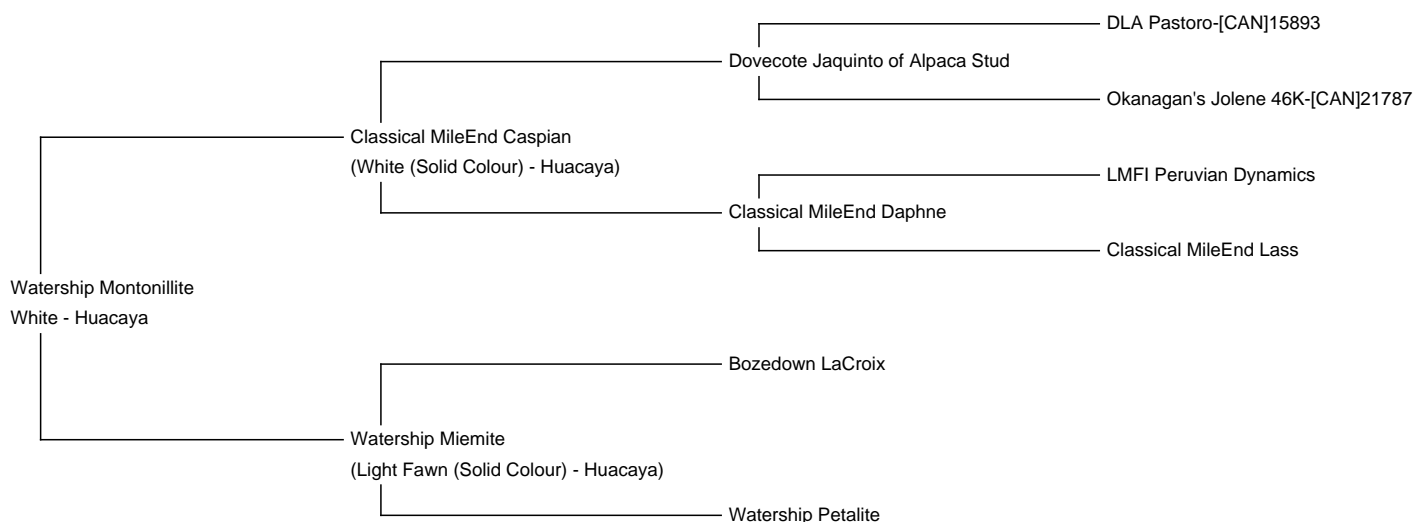 DLA Pastoro-[CAN]15893
Dovecote Jaquinto of Alpaca Stud
Okanagan's Jolene 46K-[CAN]21787
Classical MileEnd Caspian
(White (Solid Colour) - Huacaya)
LMFI Peruvian Dynamics
Classical MileEnd Daphne
Classical MileEnd Lass
Watership Montonillite
White - Huacaya
Bozedown LaCroix
Watership Miemite
(Light Fawn (Solid Colour) - Huacaya)
Watership Petalite